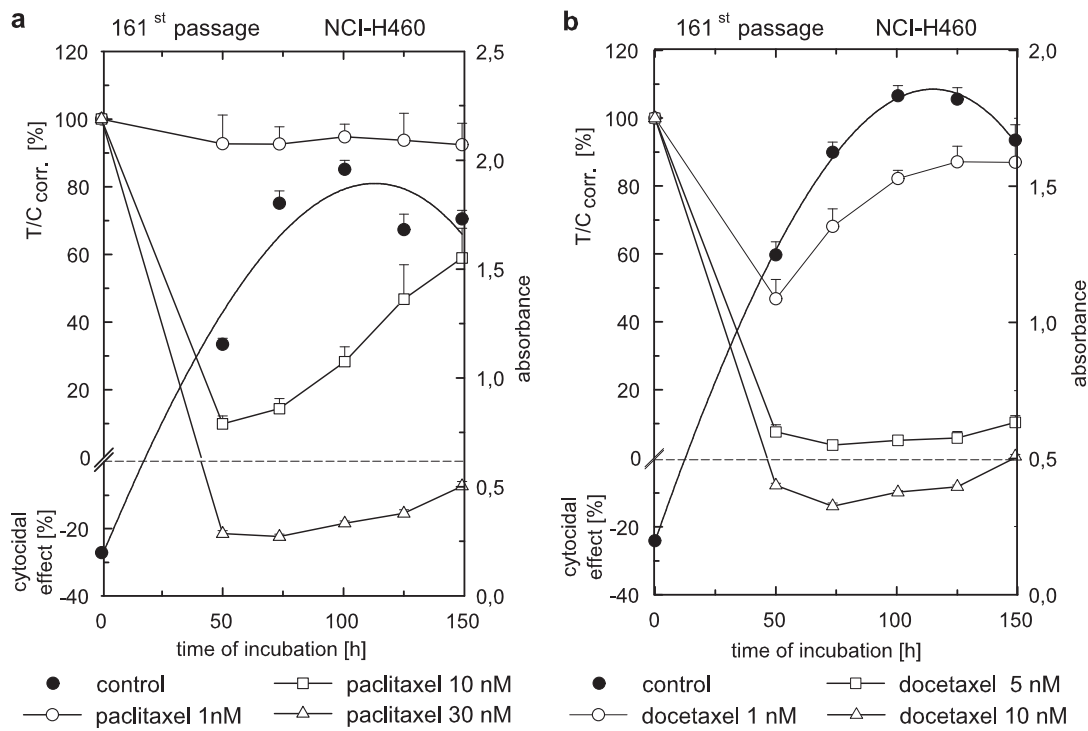 a
161 st passage NCI-H460
120
100
80
60
40
20
0
-20
-40
T/C corr. [%]
cytocidal
effect [%]
2,5
2,0
1,5
1,0
0,5
0,0
absorbance
0 50 100 150
time of incubation [h]
control
paclitaxel 1nM
paclitaxel 10 nM
paclitaxel 30 nM
b
161 st passage NCI-H460
120
100
80
60
40
20
0
-20
-40
T/C corr. [%]
cytocidal
effect [%]
2,0
1,5
1,0
0,5
0,0
absorbance
0 50 100 150
time of incubation [h]
control
docetaxel 1 nM
docetaxel 5 nM
docetaxel 10 nM